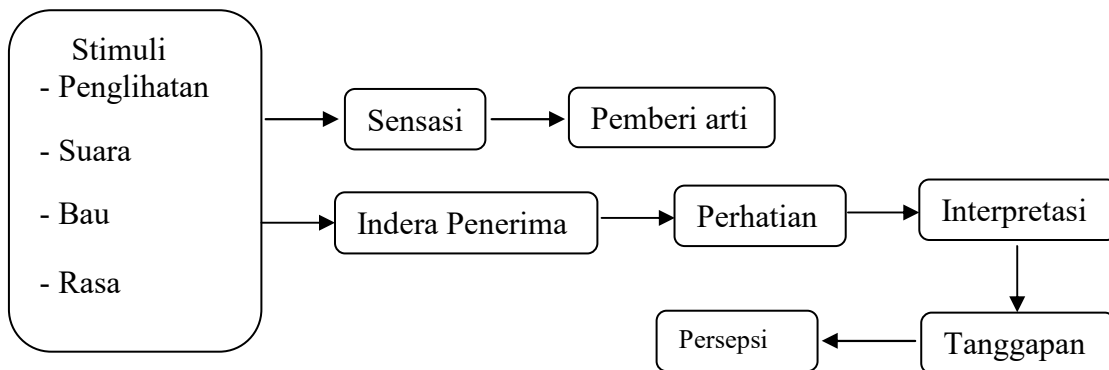 Stimuli
- Penglihatan
- Suara
- Bau
- Rasa
Sensasi
Pemberi arti
Indera Penerima
Perhatian
Interpretasi
Tanggapan
Persepsi